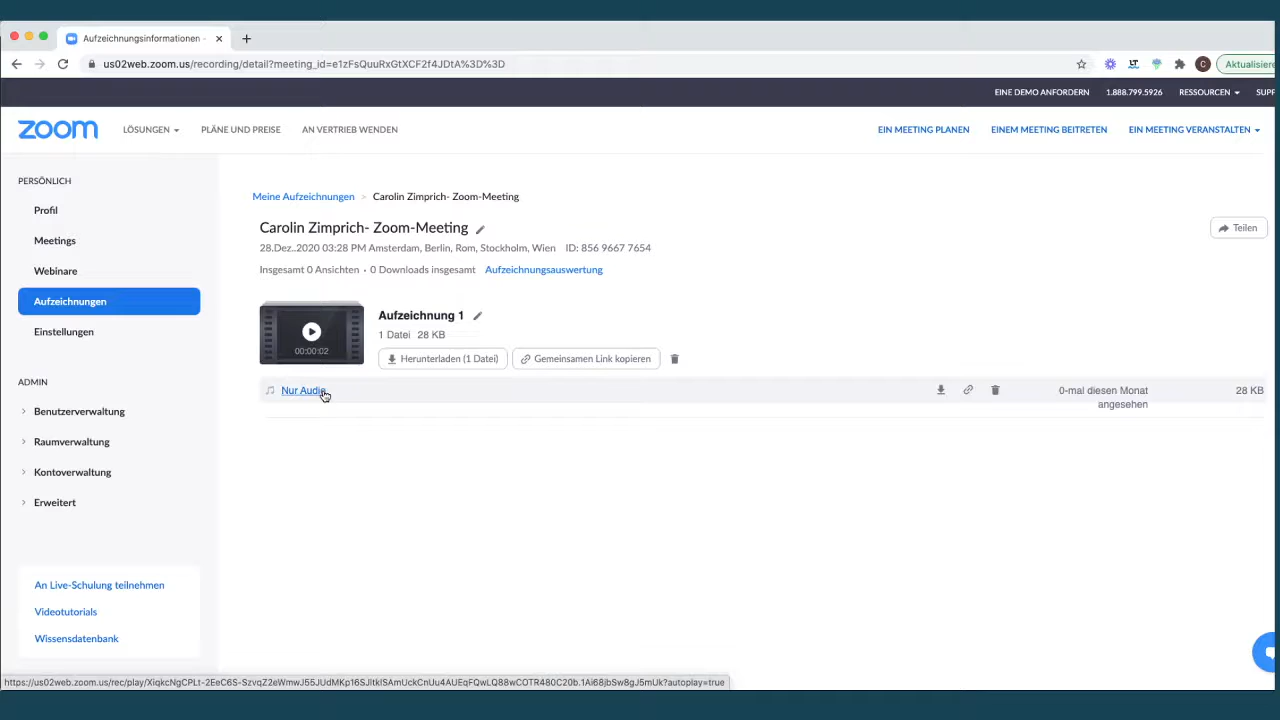 Aufzeichnungsinformationen -
us02web.zoom.us/recording/detail?meeting_id=e1zFsQuuRxGtXCF2f4JDtA%3D%3D
LT
C
Aktualisiere
EINE DEMO ANFORDERN 1.888.799.5926 RESSOURCEN SUPP
zoom LÖSUNGEN PLÄNE UND PREISE AN VERTRIEB WENDEN EIN MEETING PLANEN EINEM MEETING BEITRETEN EIN MEETING VERANSTALTEN
PERSÖNLICH
Profil
Meetings
Webinare
Aufzeichnungen
Einstellungen
ADMIN
Benutzerverwaltung
Raumverwaltung
Kontoverwaltung
Erweitert
An Live-Schulung teilnehmen
Videotutorials
Wissensdatenbank
Meine Aufzeichnungen > Carolin Zimprich- Zoom-Meeting
Carolin Zimprich- Zoom-Meeting
Teilen
28.Dez..2020 03:28 PM Amsterdam, Berlin, Rom, Stockholm, Wien ID: 856 9667 7654
Insgesamt 0 Ansichten • 0 Downloads insgesamt Aufzeichnungsauswertung
00:00:02
Aufzeichnung 1
1 Datei 28 KB
Herunterladen (1 Datei) Gemeinsamen Link kopieren
Nur Audio
0-mal diesen Monat
angesehen
28 KB